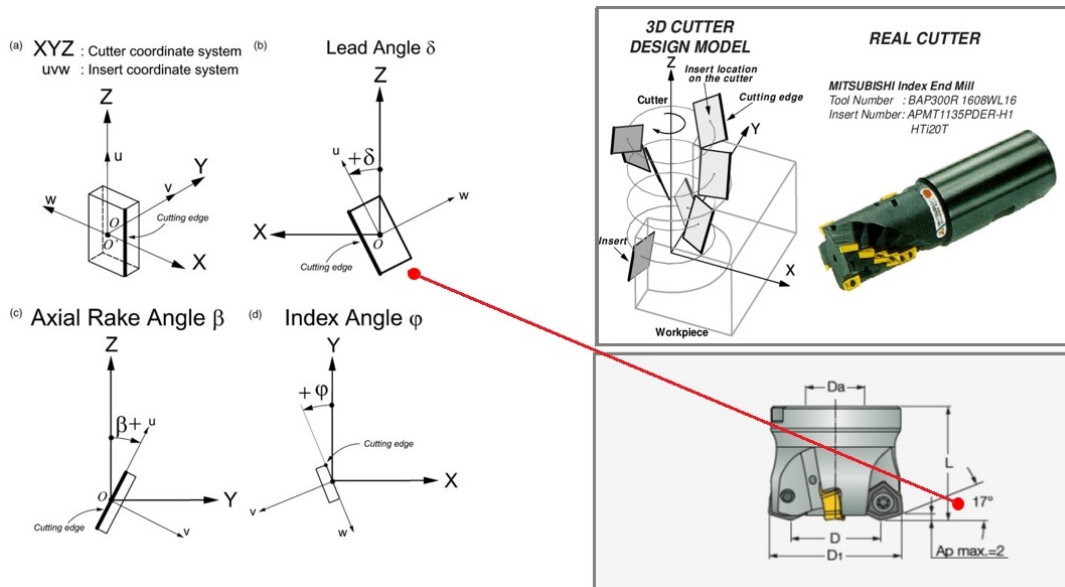 (a) XYZ : Cutter coordinate system
uvw : Insert coordinate system
Z
u
Y
v
w
O
O'
Cutting edge
X
(b) Lead Angle δ
Z
u
+δ
w
X
O
Cutting edge
(c) Axial Rake Angle β
Z
β+
u
O
Y
Cutting edge
v
(d) Index Angle φ
Y
+φ
Cutting edge
X
v
w
3D CUTTER
DESIGN MODEL
Z
Insert location
on the cutter
Cutter
Cutting edge
Y
Insert
X
Workpiece
REAL CUTTER
MITSUBISHI Index End Mill
Tool Number : BAP300R 1608WL16
Insert Number: APMT1135PDER-H1
HTi20T
Da
L
17°
D
Ap max.=2
D1